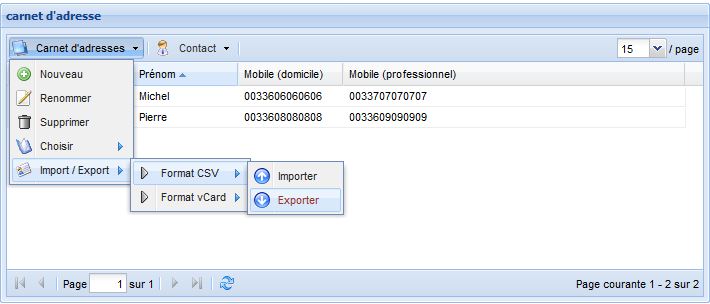 carnet d'adresse
Carnet d'adresses Contact 15 / page
Nouveau Prénom Mobile (domicile) Mobile (professionnel)
Renommer Michel 0033606060606 0033707070707
Supprimer Pierre 0033608080808 0033609090909
Choisir
Import / Export Format CSV Importer
Format vCard Exporter
Page 1 sur 1 Page courante 1 - 2 sur 2